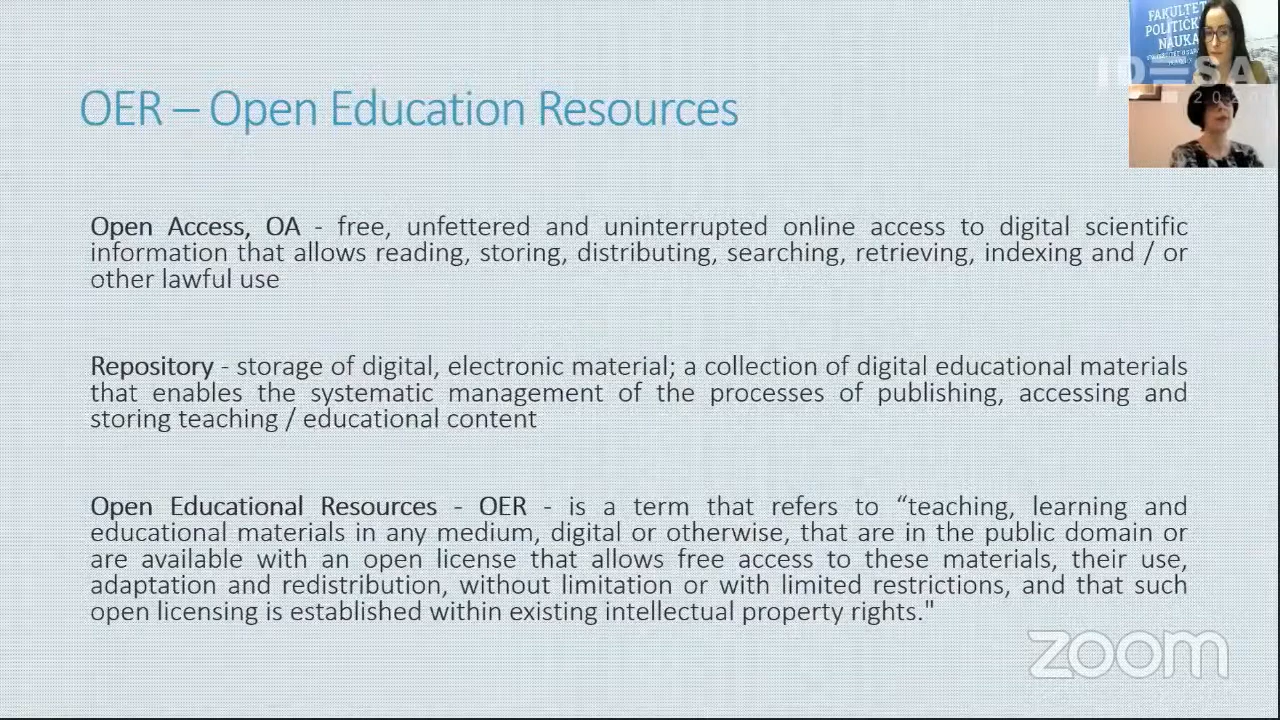 FAKULTET
POLITIČKIH
NAUKA
IDESA
2020
OER – Open Education Resources
Open Access, OA - free, unfettered and uninterrupted online access to digital scientific
information that allows reading, storing, distributing, searching, retrieving, indexing and / or
other lawful use
Repository - storage of digital, electronic material; a collection of digital educational materials
that enables the systematic management of the processes of publishing, accessing and
storing teaching / educational content
Open Educational Resources - OER - is a term that refers to “teaching, learning and
educational materials in any medium, digital or otherwise, that are in the public domain or
are available with an open license that allows free access to these materials, their use,
adaptation and redistribution, without limitation or with limited restrictions, and that such
open licensing is established within existing intellectual property rights."
zoom